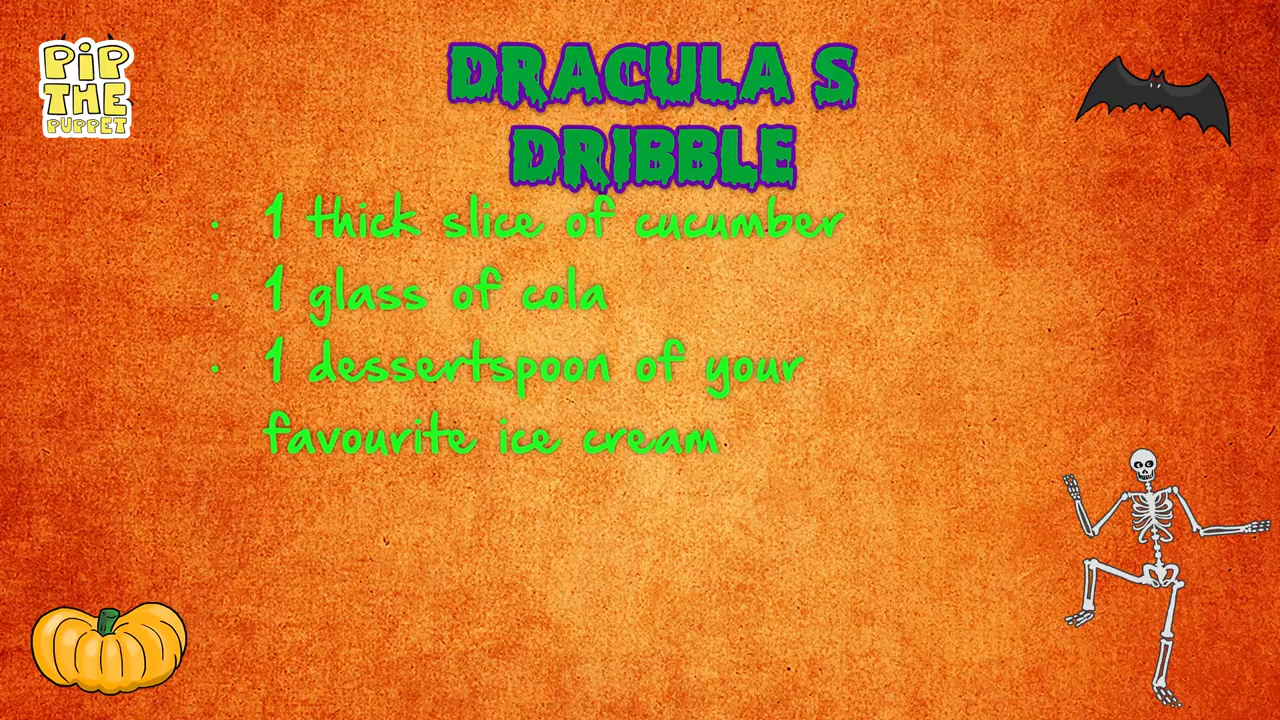 PiP
THE
PUPPET
DRACULA S
DRIBBLE
· 1 thick slice of cucumber
· 1 glass of cola
· 1 dessertspoon of your
favourite ice cream